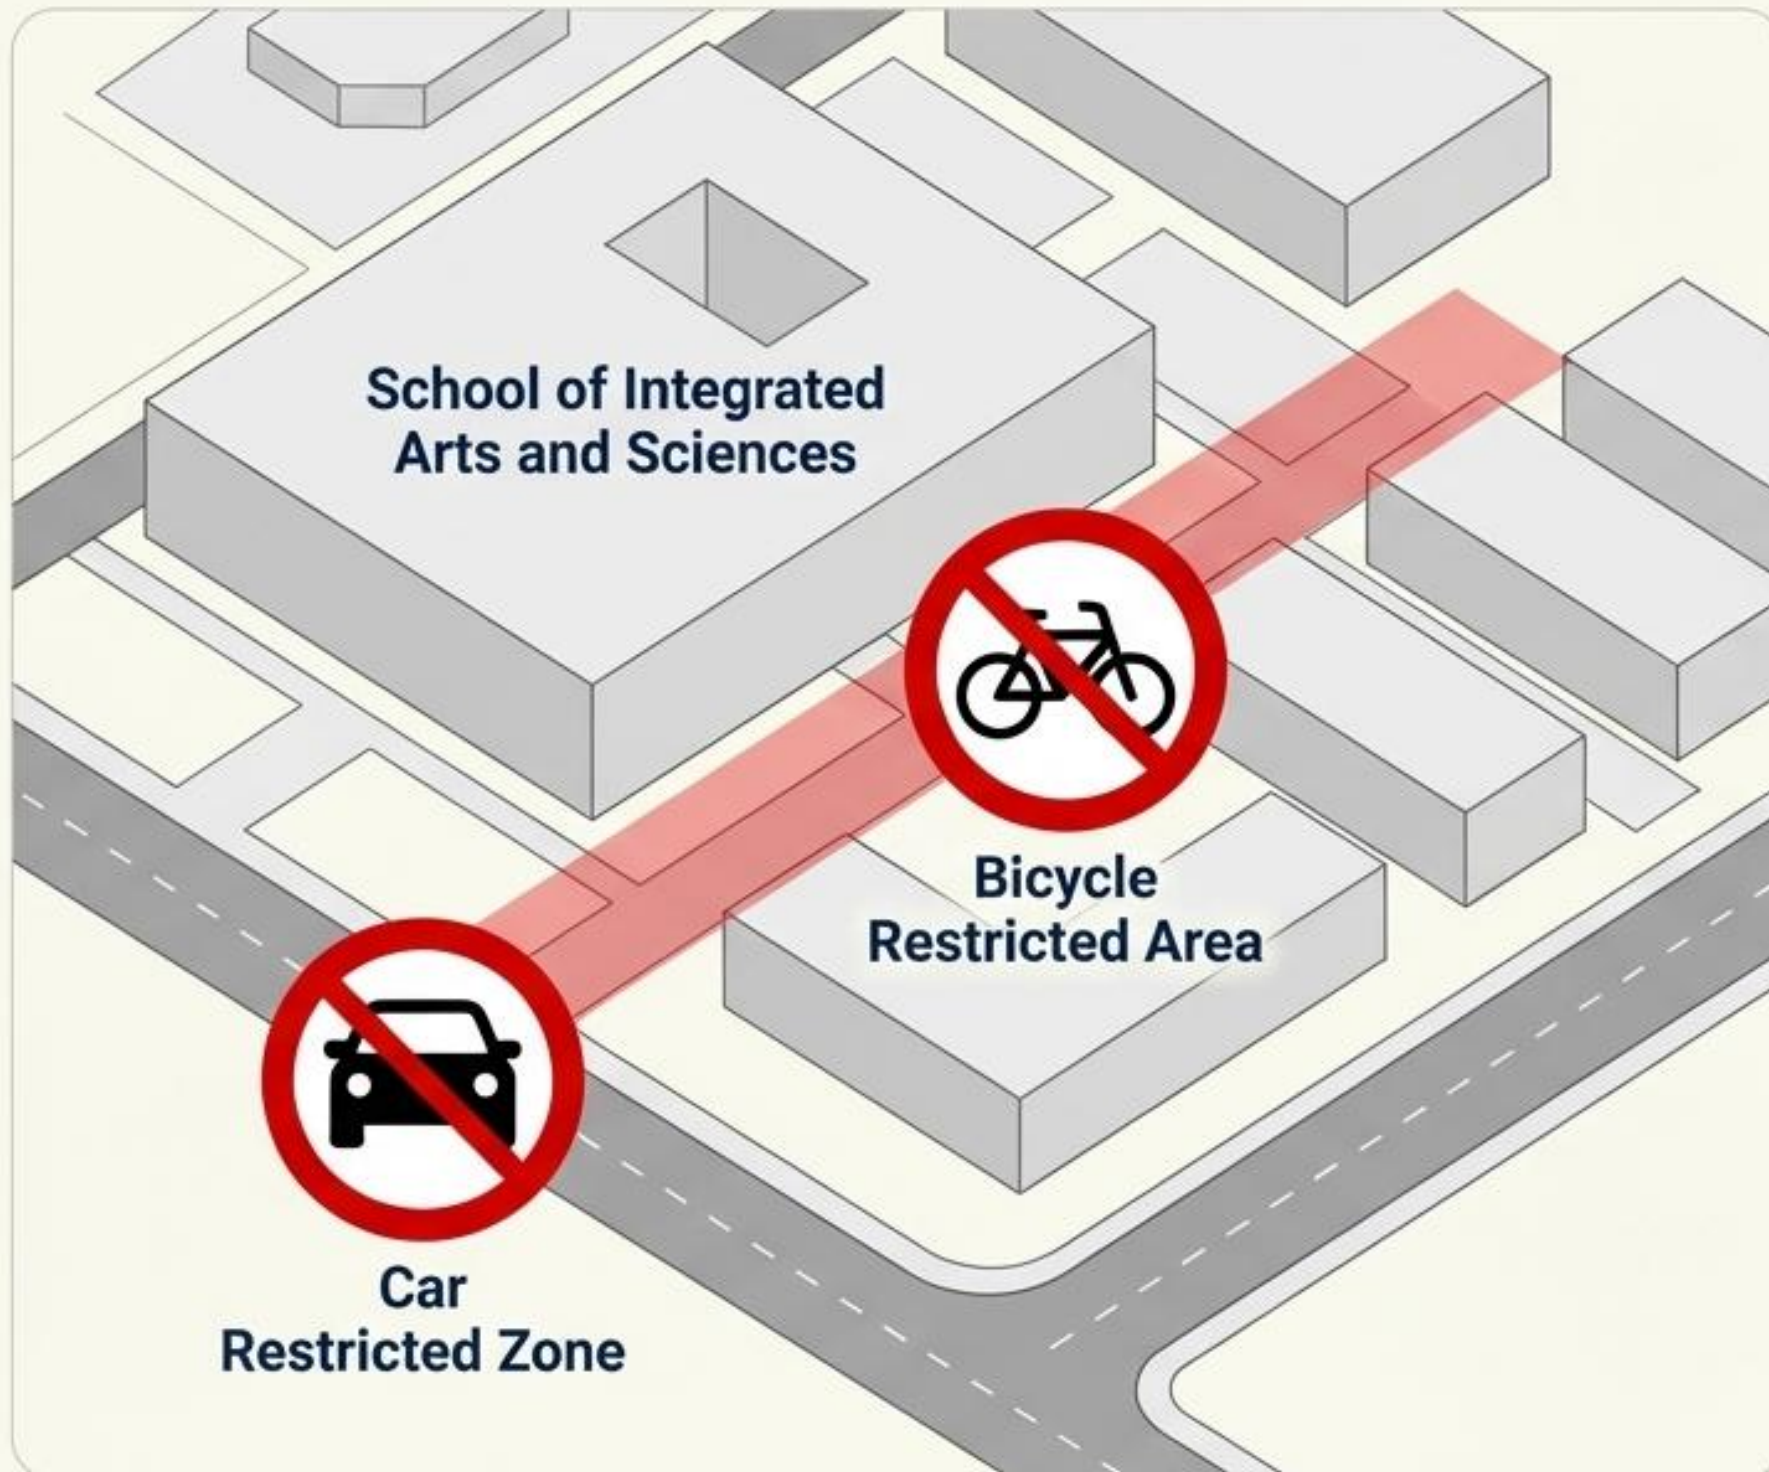 School of Integrated
Arts and Sciences
Bicycle
Restricted Area
Car
Restricted Zone